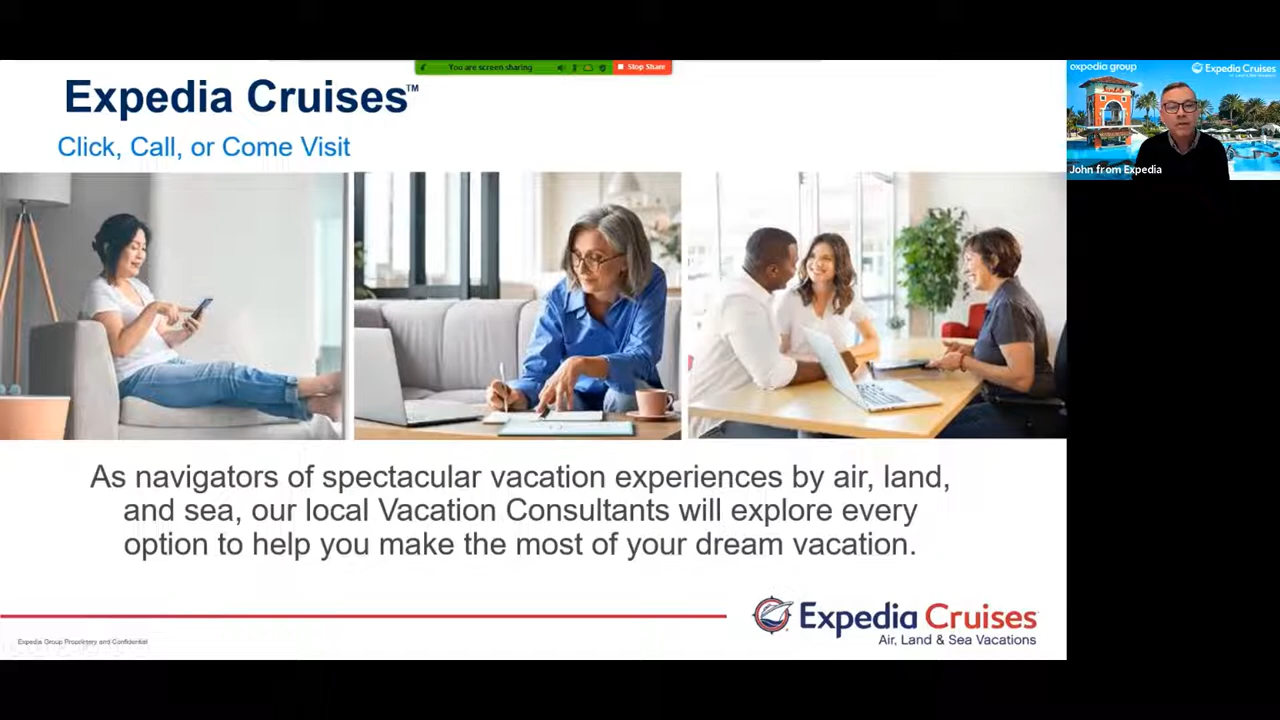 You are screen sharing
Stop Share
Expedia Cruises™
Click, Call, or Come Visit
expedia group
Expedia Cruises
John from Expedia
As navigators of spectacular vacation experiences by air, land,
and sea, our local Vacation Consultants will explore every
option to help you make the most of your dream vacation.
Expedia Cruises
Air, Land & Sea Vacations
Expedia Group Proprietary and Confidential